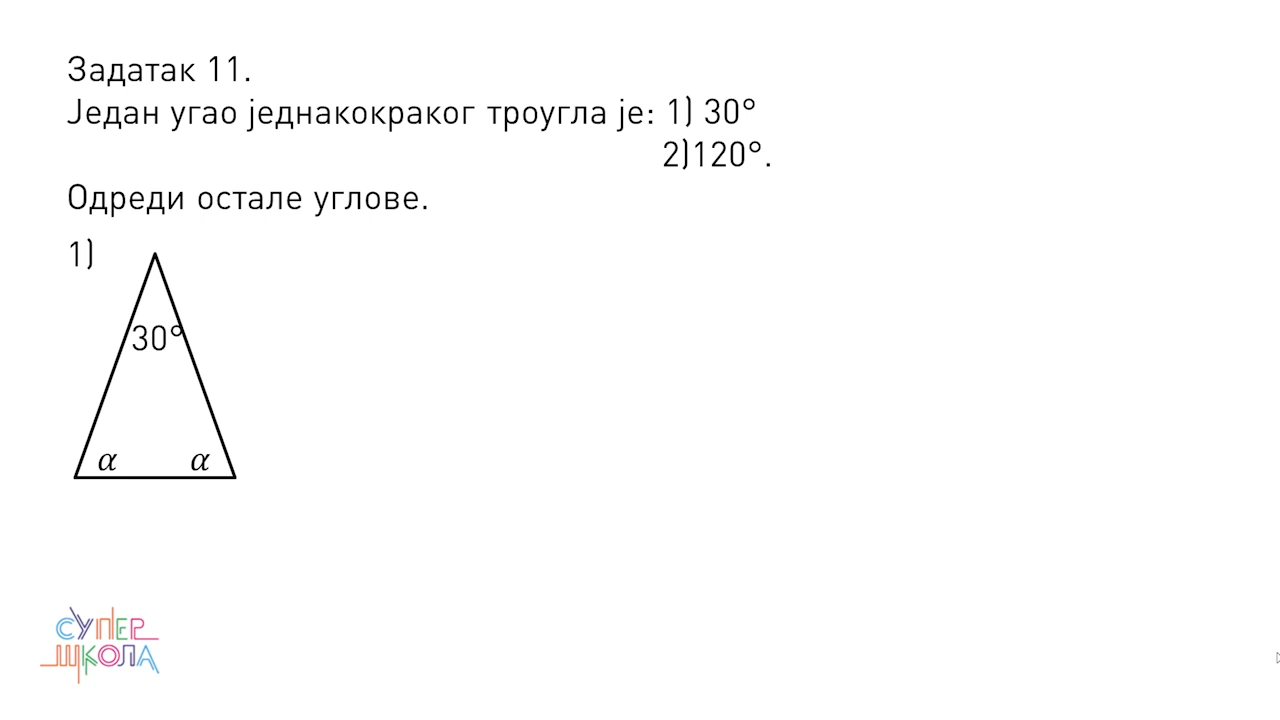 Задатак 11.
Један угао једнакокраког троугла је: 1) 30°
2)120°.
Одреди остале углове.
1)
30°
α α
СУПЕР
ШКОЛА